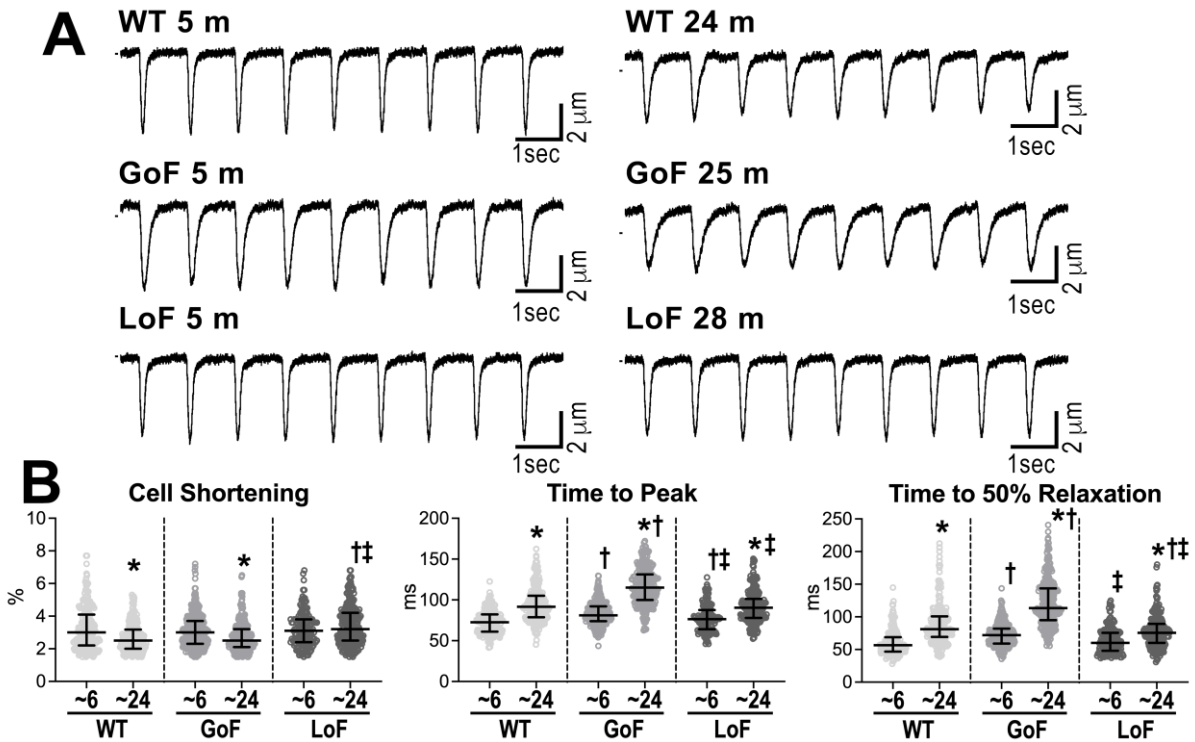 A
WT 5 m
WT 24 m
1sec
2 µm
1sec
2 µm
GoF 5 m
GoF 25 m
1sec
2 µm
1sec
2 µm
LoF 5 m
LoF 28 m
1sec
2 µm
1sec
2 µm
B
Cell Shortening
10
8
6
4
2
0
%
*
*
†‡
~6 ~24 ~6 ~24 ~6 ~24
WT GoF LoF
Time to Peak
200
150
100
50
0
ms
*
†
*†
†‡
*‡
~6 ~24 ~6 ~24 ~6 ~24
WT GoF LoF
Time to 50% Relaxation
250
200
150
100
50
0
ms
*
†
*†
‡
*†‡
~6 ~24 ~6 ~24 ~6 ~24
WT GoF LoF